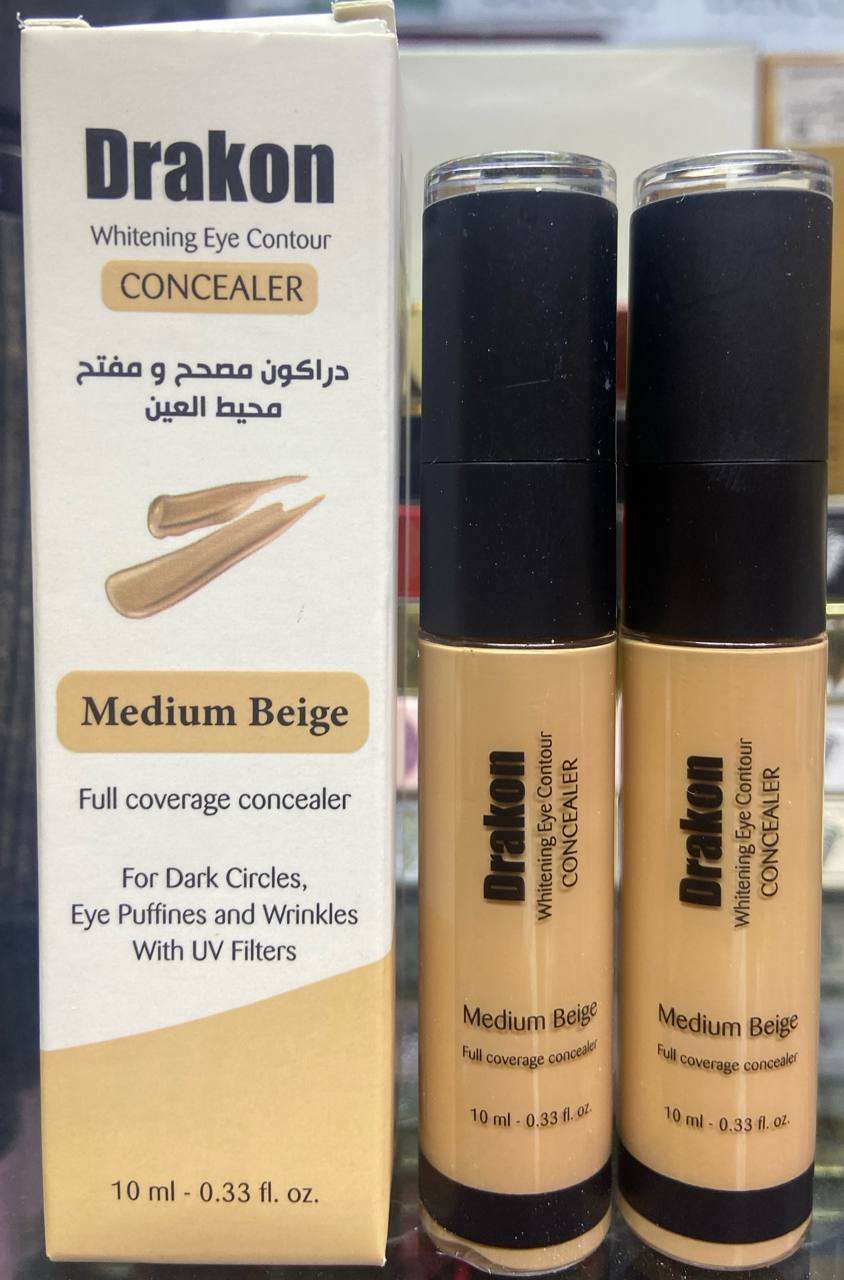 Drakon
Whitening Eye Contour
CONCEALER
دراكون مصحح و مفتح
محيط العين
Medium Beige
Full coverage concealer
For Dark Circles,
Eye Puffines and Wrinkles
With UV Filters
10 ml - 0.33 fl. oz.
Drakon
Whitening Eye Contour
CONCEALER
Medium Beige
Full coverage concealer
10 ml - 0.33 fl. oz.
Drakon
Whitening Eye Contour
CONCEALER
Medium Beige
Full coverage concealer
10 ml - 0.33 fl. oz.